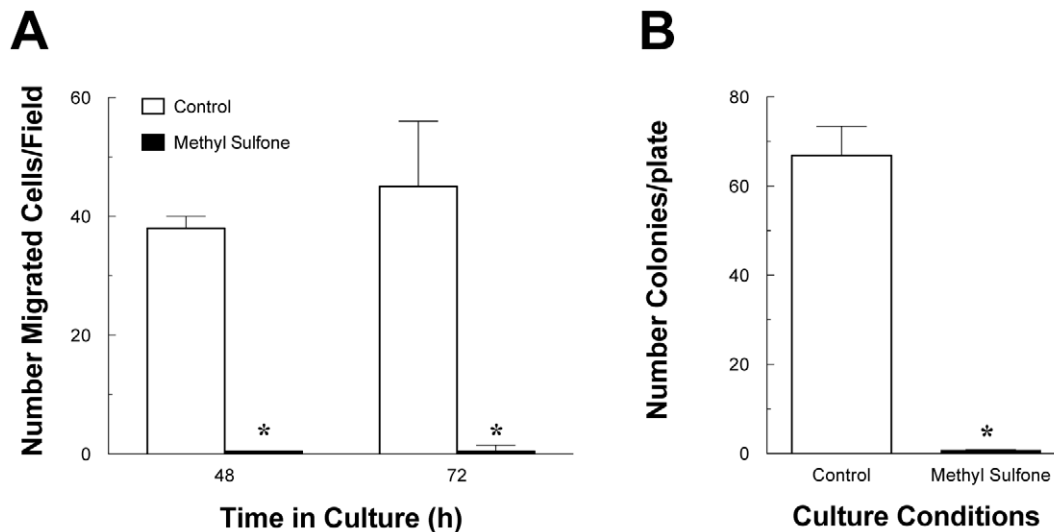 A
Number Migrated Cells/Field
60
40
20
0
Control
Methyl Sulfone
*
*
48
72
Time in Culture (h)
B
Number Colonies/plate
80
60
40
20
0
*
Control
Methyl Sulfone
Culture Conditions